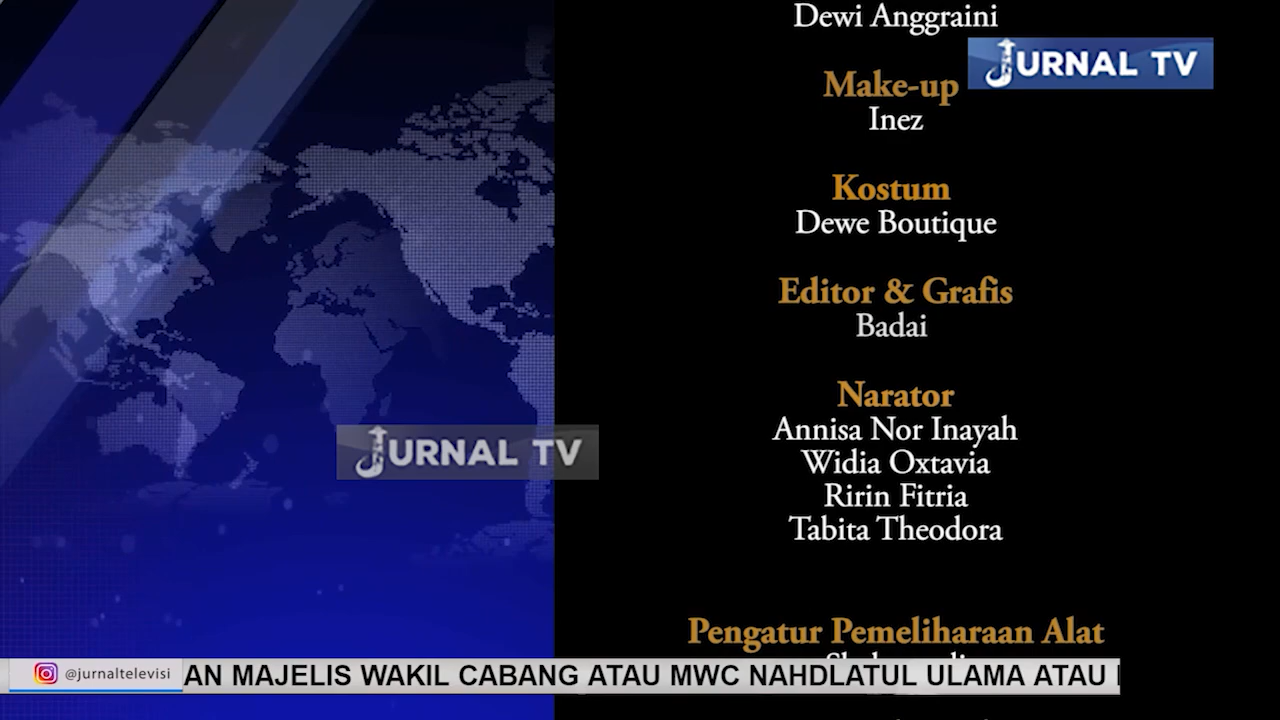 Dewi Anggraini
JURNAL TV
Make-up
Inez
Kostum
Dewe Boutique
Editor & Grafis
Badai
Narator
Annisa Nor Inayah
JURNAL TV
Widia Oxtavia
Ririn Fitria
Tabita Theodora
Pengatur Pemeliharaan Alat
@jurnaltelevisi
AN MAJELIS WAKIL CABANG ATAU MWC NAHDLATUL ULAMA ATAU